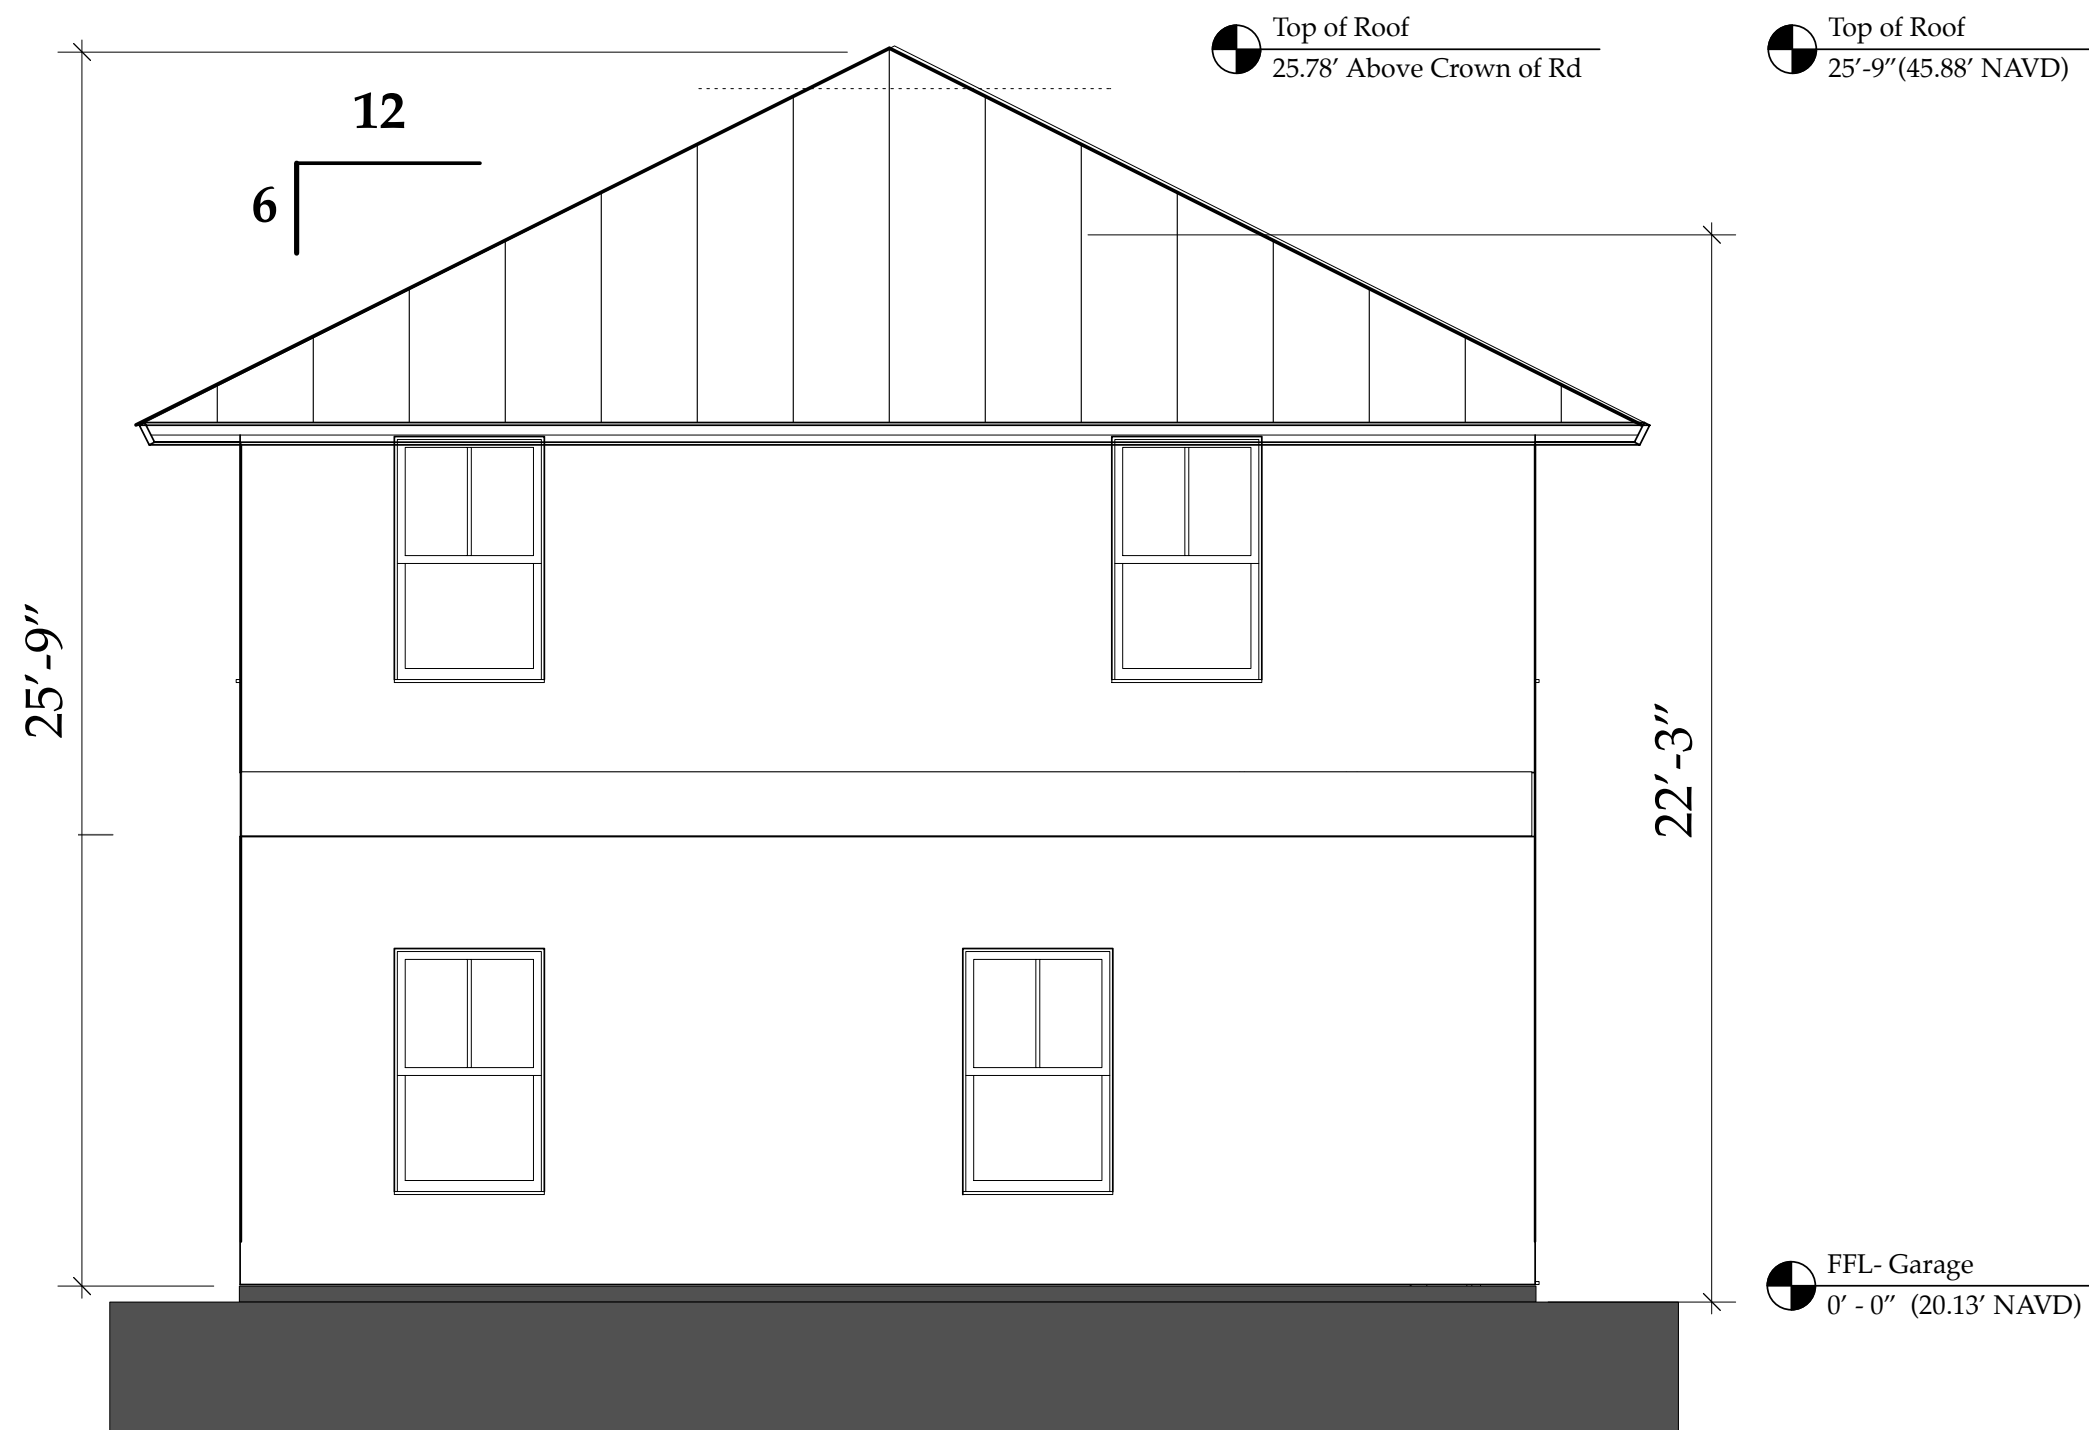 Top of Roof
25.78′ Above Crown of Rd
Top of Roof
25′-9″(45.88′ NAVD)
12
6
25′-9″
22′-3″
FFL- Garage
0′ - 0″ (20.13′ NAVD)